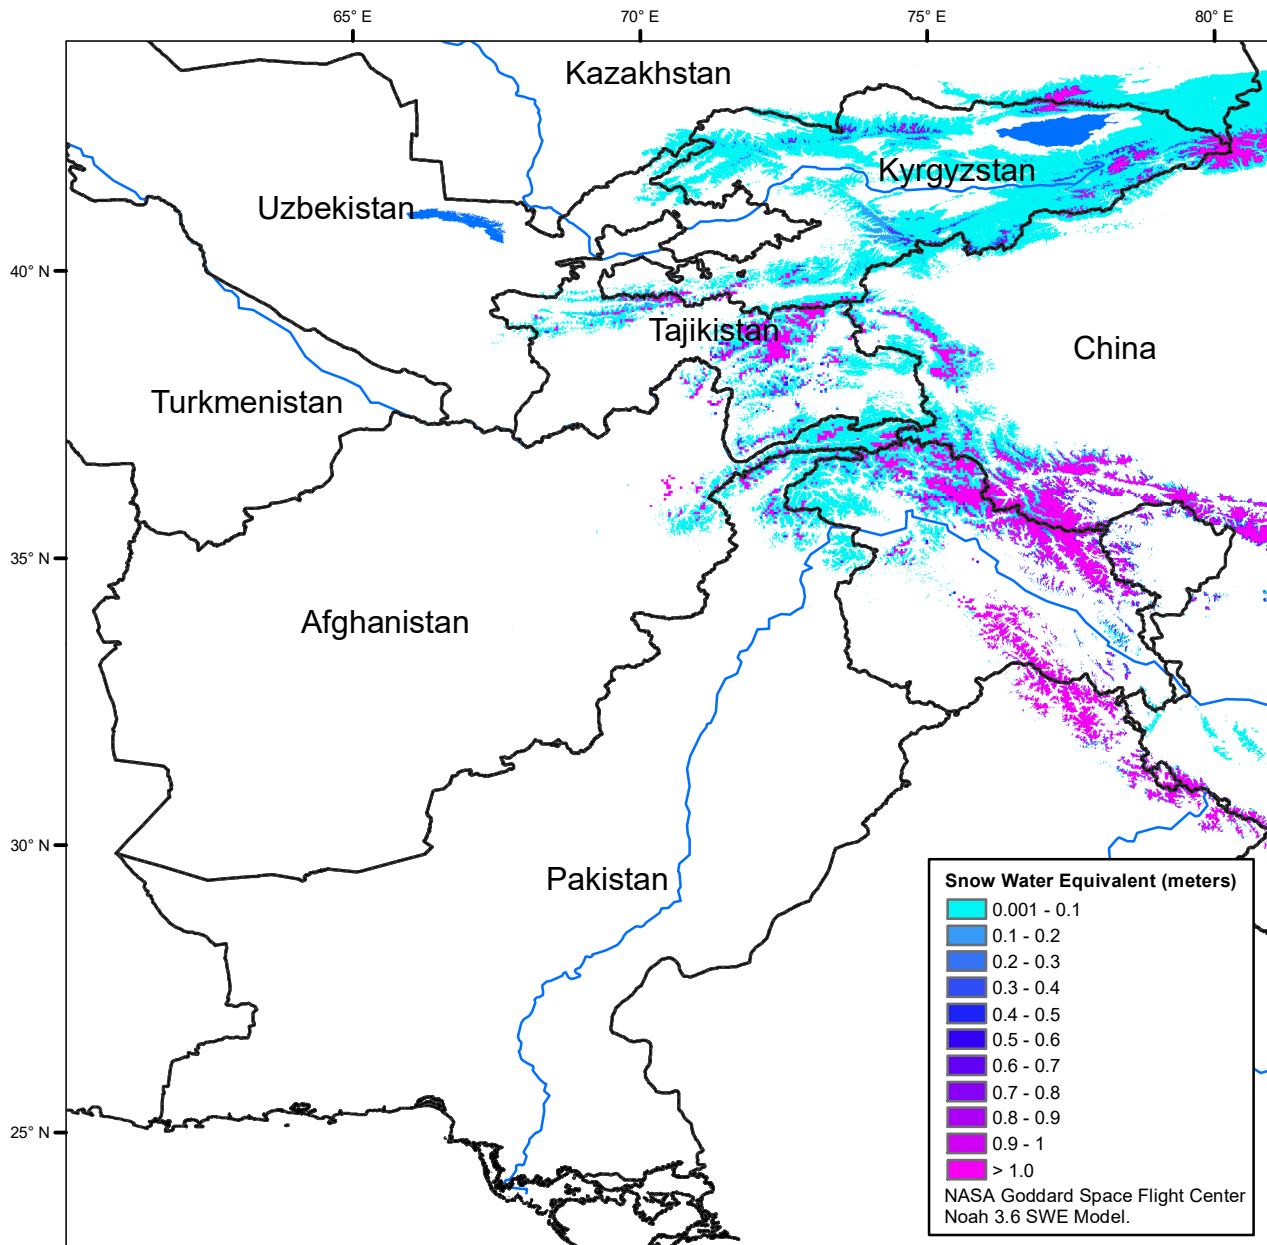 65° E
70° E
75° E
80° E
Kazakhstan
Kyrgyzstan
Uzbekistan
40° N
Tajikistan
China
Turkmenistan
35° N
Afghanistan
30° N
Pakistan
25° N
Snow Water Equivalent (meters)
0.001 - 0.1
0.1 - 0.2
0.2 - 0.3
0.3 - 0.4
0.4 - 0.5
0.5 - 0.6
0.6 - 0.7
0.7 - 0.8
0.8 - 0.9
0.9 - 1
> 1.0
NASA Goddard Space Flight Center
Noah 3.6 SWE Model.